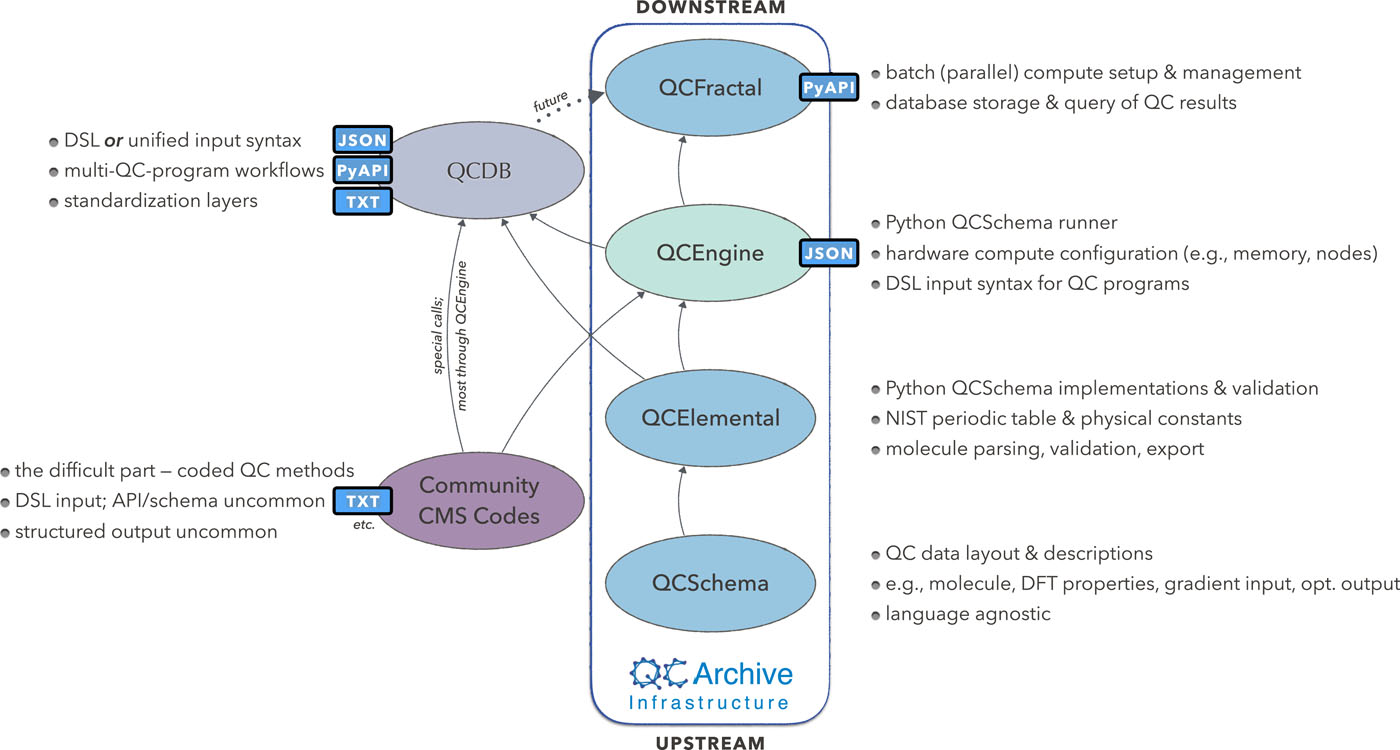 DOWNSTREAM
QCFractal
PyAPI
batch (parallel) compute setup & management
database storage & query of QC results
future
DSL or unified input syntax
multi-QC-program workflows
standardization layers
JSON
PyAPI
TXT
QCDB
QCEngine
JSON
Python QCSchema runner
hardware compute configuration (e.g., memory, nodes)
DSL input syntax for QC programs
special calls;
most through QCEngine
QCElemental
Python QCSchema implementations & validation
NIST periodic table & physical constants
molecule parsing, validation, export
the difficult part – coded QC methods
DSL input; API/schema uncommon
structured output uncommon
TXT
etc.
Community
CMS Codes
QCSchema
QC data layout & descriptions
e.g., molecule, DFT properties, gradient input, opt. output
language agnostic
QCArchive
Infrastructure
UPSTREAM